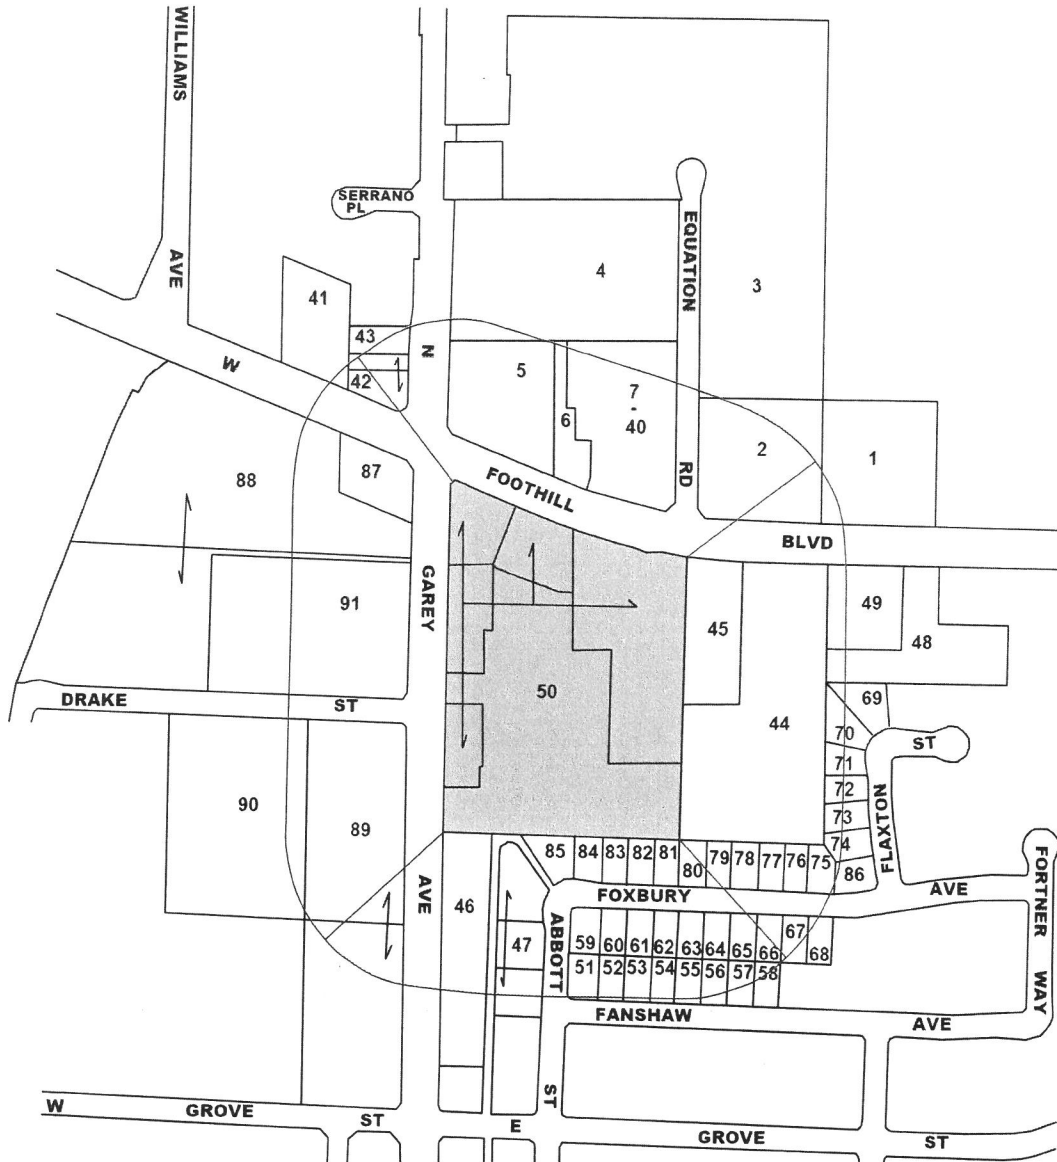 WILLIAMS
AVE
SERRANO
PL
EQUATION
RD
4
3
41
43
42
N
W
5
6
7
-
40
2
1
88
87
FOOTHILL
BLVD
GAREY
AVE
91
50
45
49
48
44
DRAKE
ST
69
70
ST
71
72
73
74
FLAXTON
90
89
85
84
83
82
81
80
79
78
77
76
75
86
FOXBURY
AVE
FORTNER
WAY
46
47
ABBOTT
ST
59
60
61
62
63
64
65
66
67
68
51
52
53
54
55
56
57
58
FANSHAW
AVE
W
GROVE
ST
E
GROVE
ST